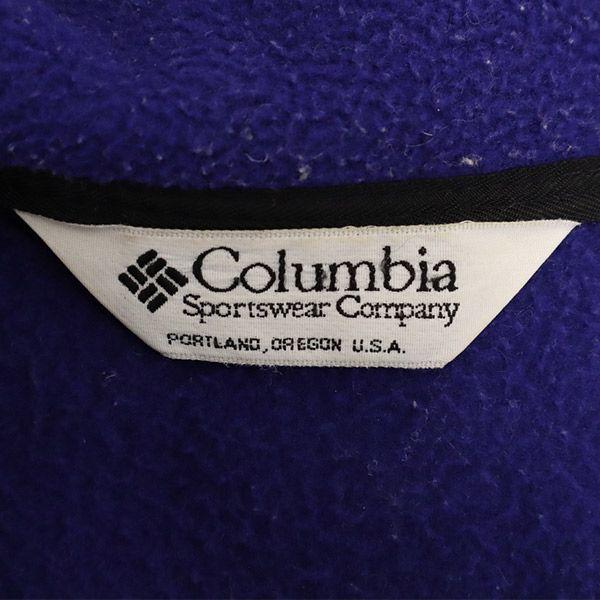 Columbia
Sportswear Company
PORTLAND, OREGON U.S.A.